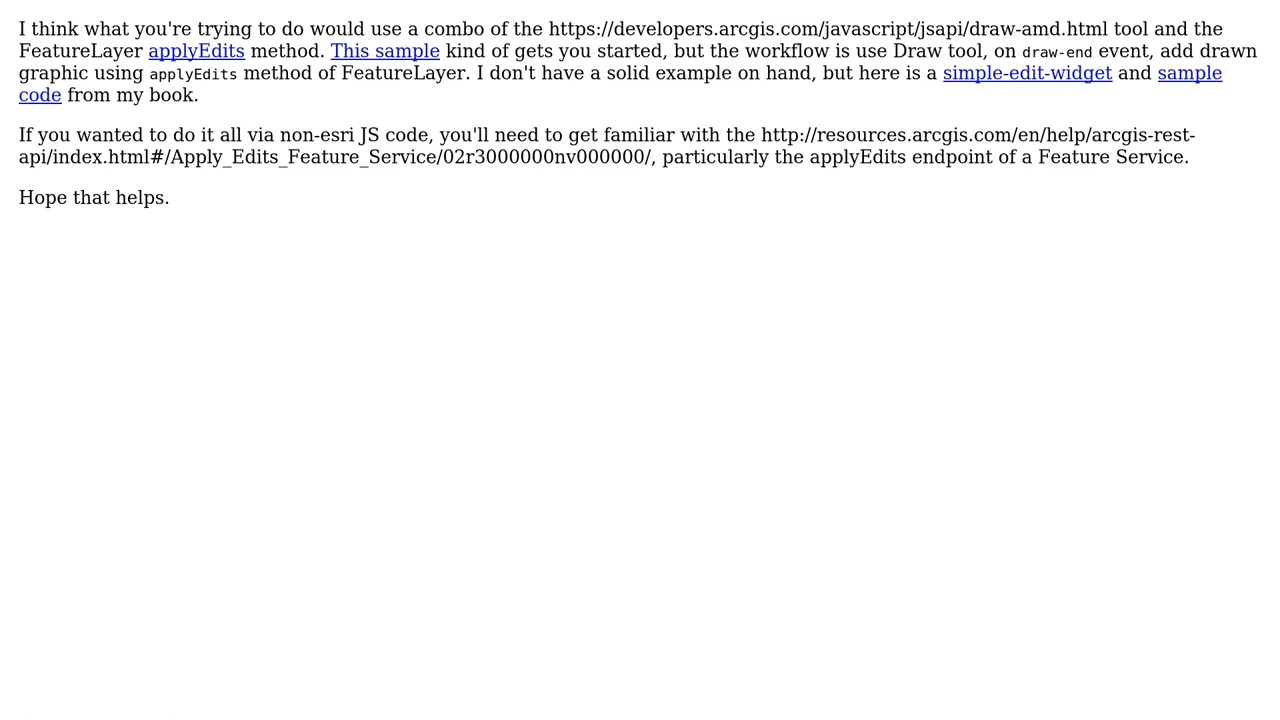 I think what you're trying to do would use a combo of the https://developers.arcgis.com/javascript/jsapi/draw-amd.html tool and the
FeatureLayer applyEdits method. This sample kind of gets you started, but the workflow is use Draw tool, on draw-end event, add drawn
graphic using applyEdits method of FeatureLayer. I don't have a solid example on hand, but here is a simple-edit-widget and sample
code from my book.
If you wanted to do it all via non-esri JS code, you'll need to get familiar with the http://resources.arcgis.com/en/help/arcgis-rest-
api/index.html#/Apply_Edits_Feature_Service/02r3000000nv000000/, particularly the applyEdits endpoint of a Feature Service.
Hope that helps.